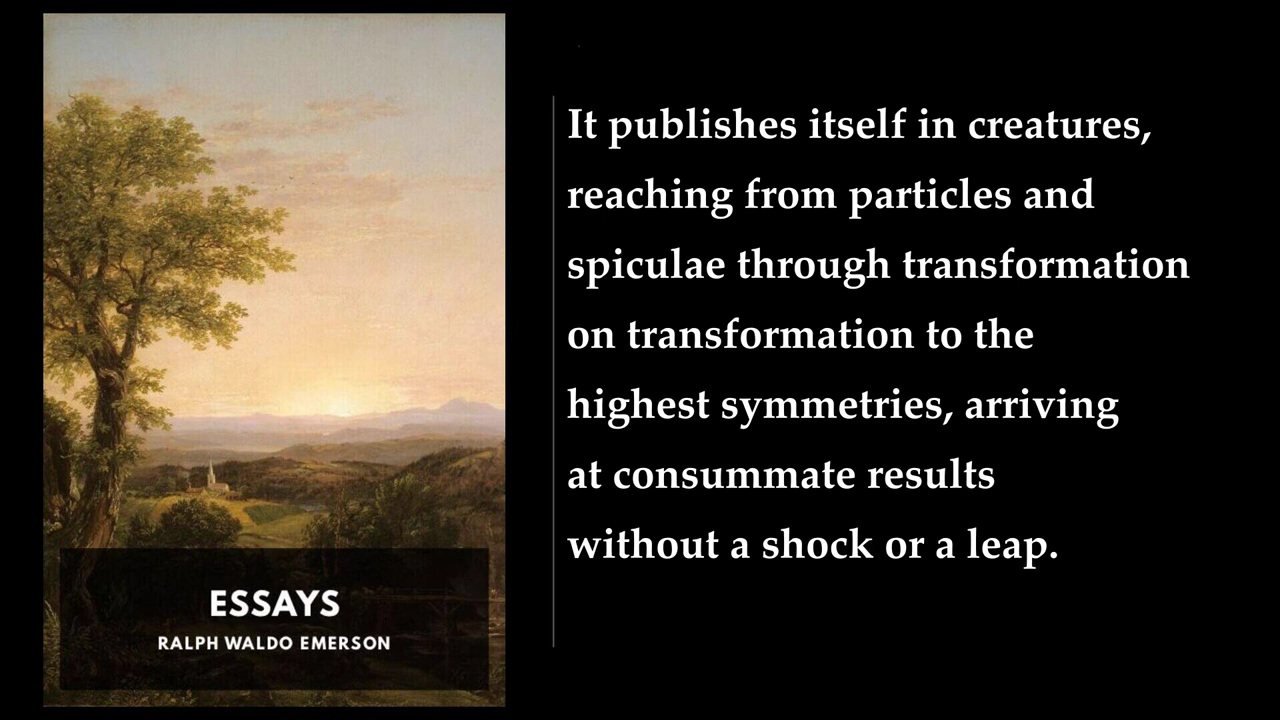 ESSAYS
RALPH WALDO EMERSON
It publishes itself in creatures,
reaching from particles and
spiculae through transformation
on transformation to the
highest symmetries, arriving
at consummate results
without a shock or a leap.